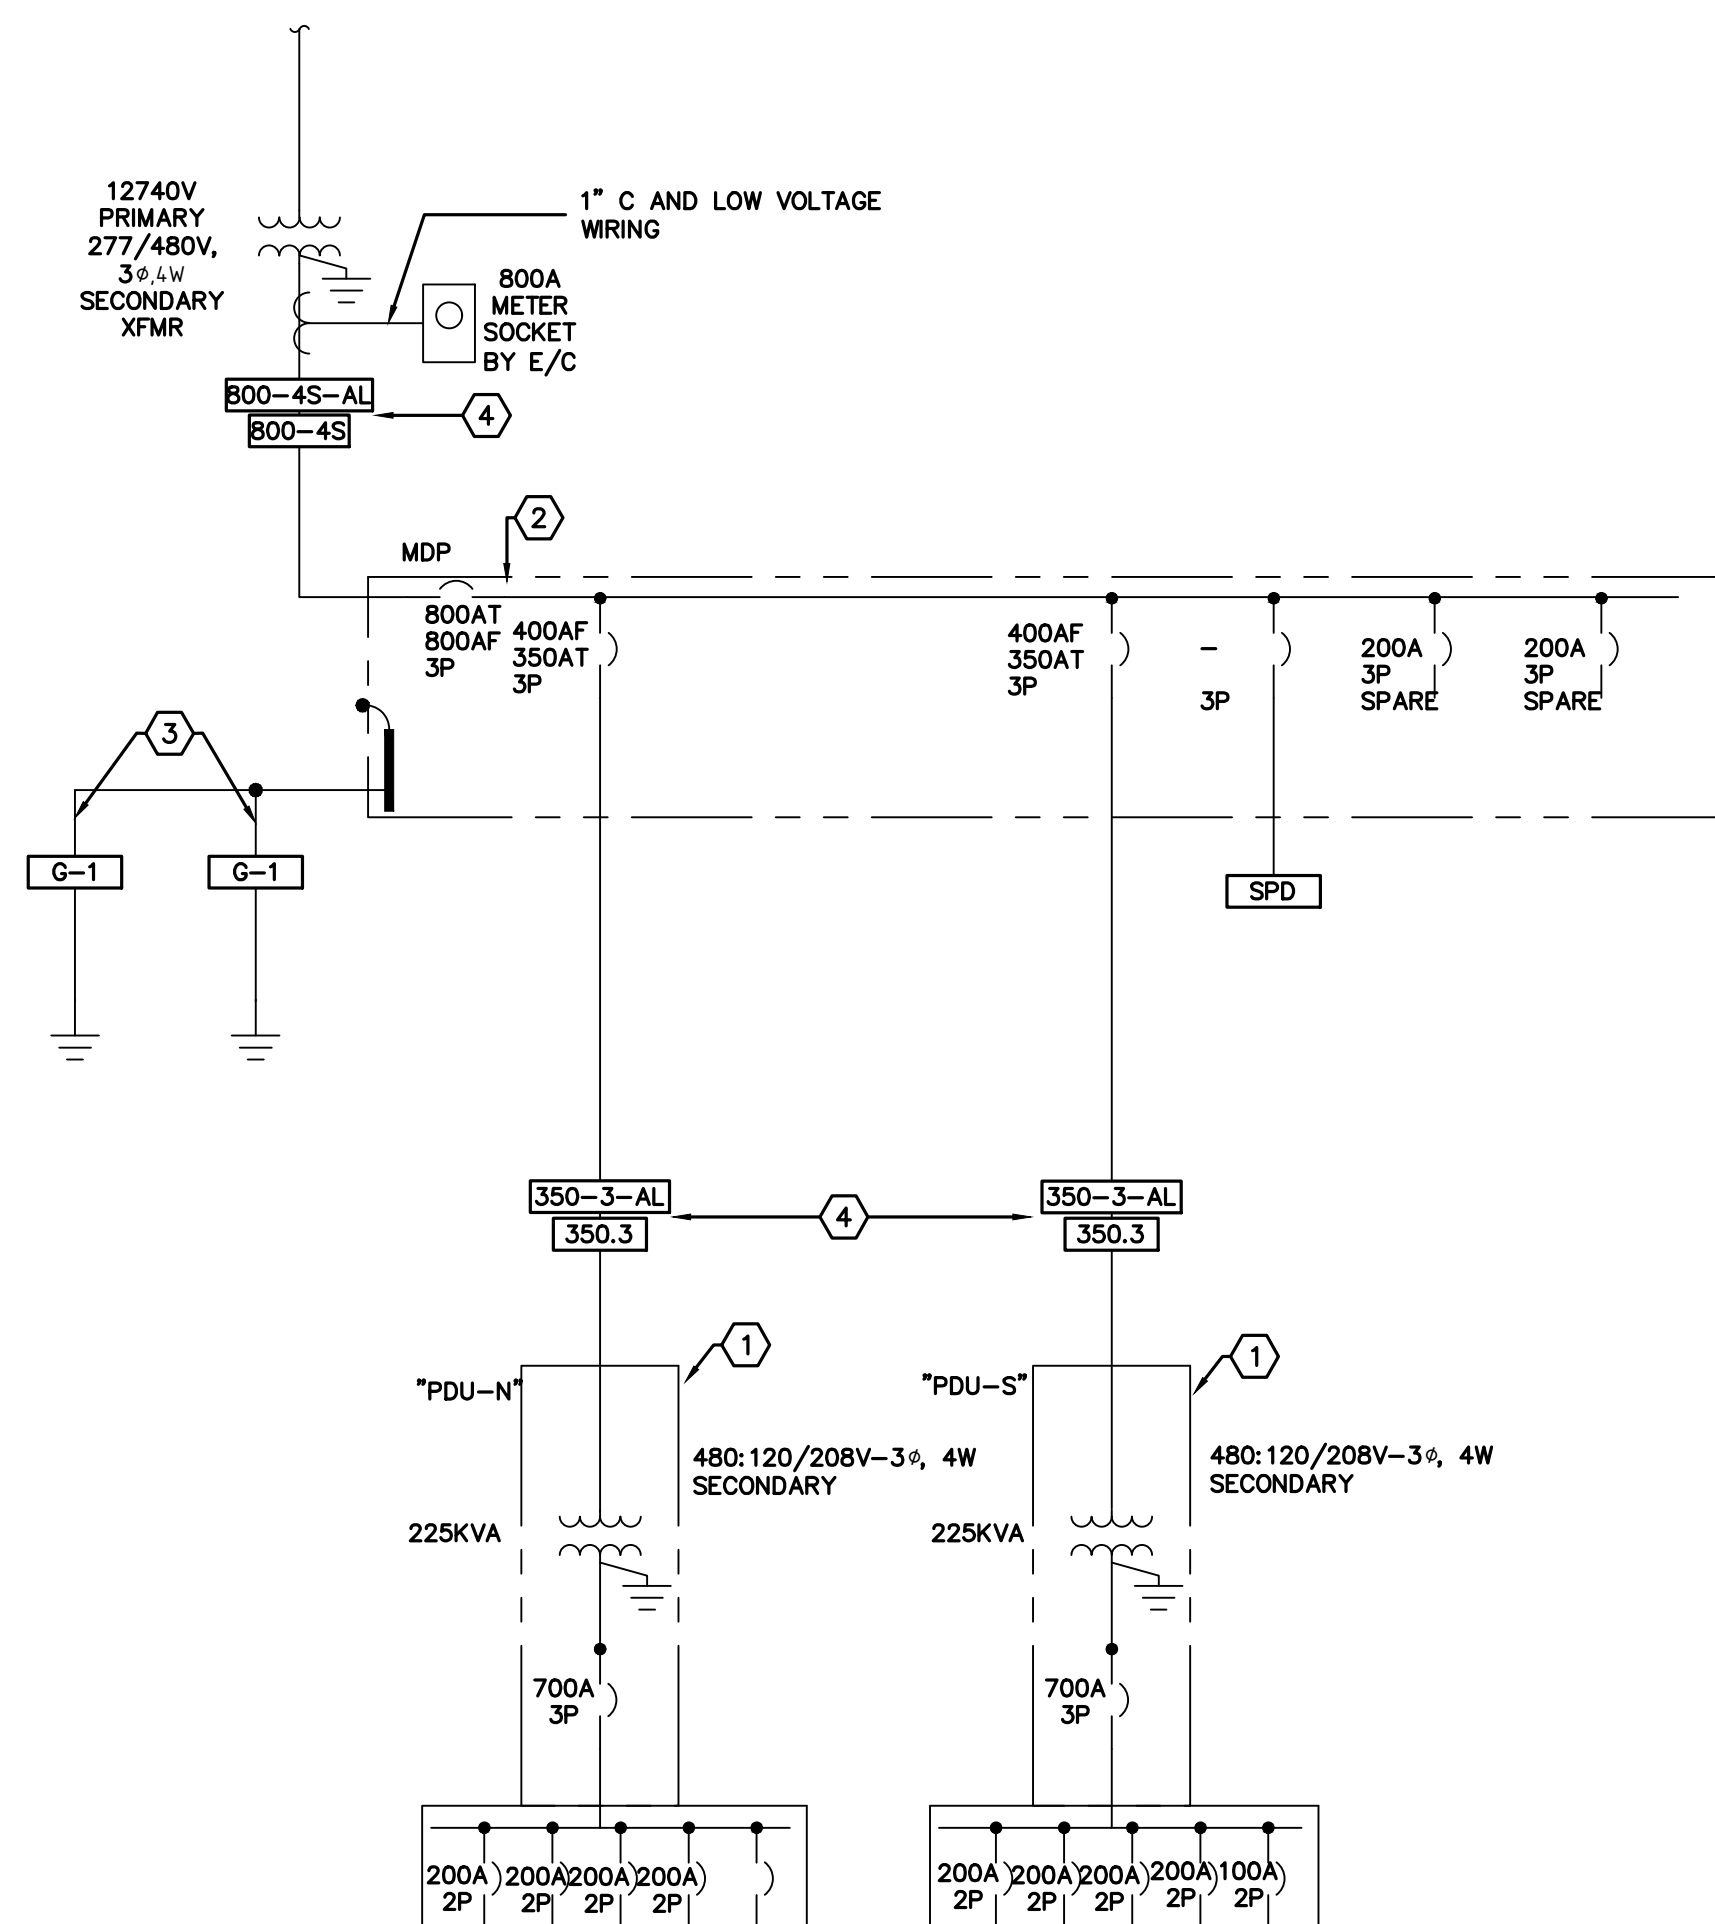 12740V
PRIMARY
277/480V,
3ø,4W
SECONDARY
XFMR
1" C AND LOW VOLTAGE
WIRING
800A
METER
SOCKET
BY E/C
800-4S-AL
800-4S
4
2
MDP
800AT
800AF
3P
400AF
350AT
3P
400AF
350AT
3P
-
3P
200A
3P
SPARE
200A
3P
SPARE
3
G-1
G-1
SPD
350-3-AL
350.3
4
350-3-AL
350.3
1
1
"PDU-N"
"PDU-S"
480:120/208V-3ø, 4W
SECONDARY
480:120/208V-3ø, 4W
SECONDARY
225KVA
225KVA
700A
3P
700A
3P
200A
2P
200A
2P
200A
2P
200A
2P
200A
2P
200A
2P
200A
2P
200A
2P
100A
2P